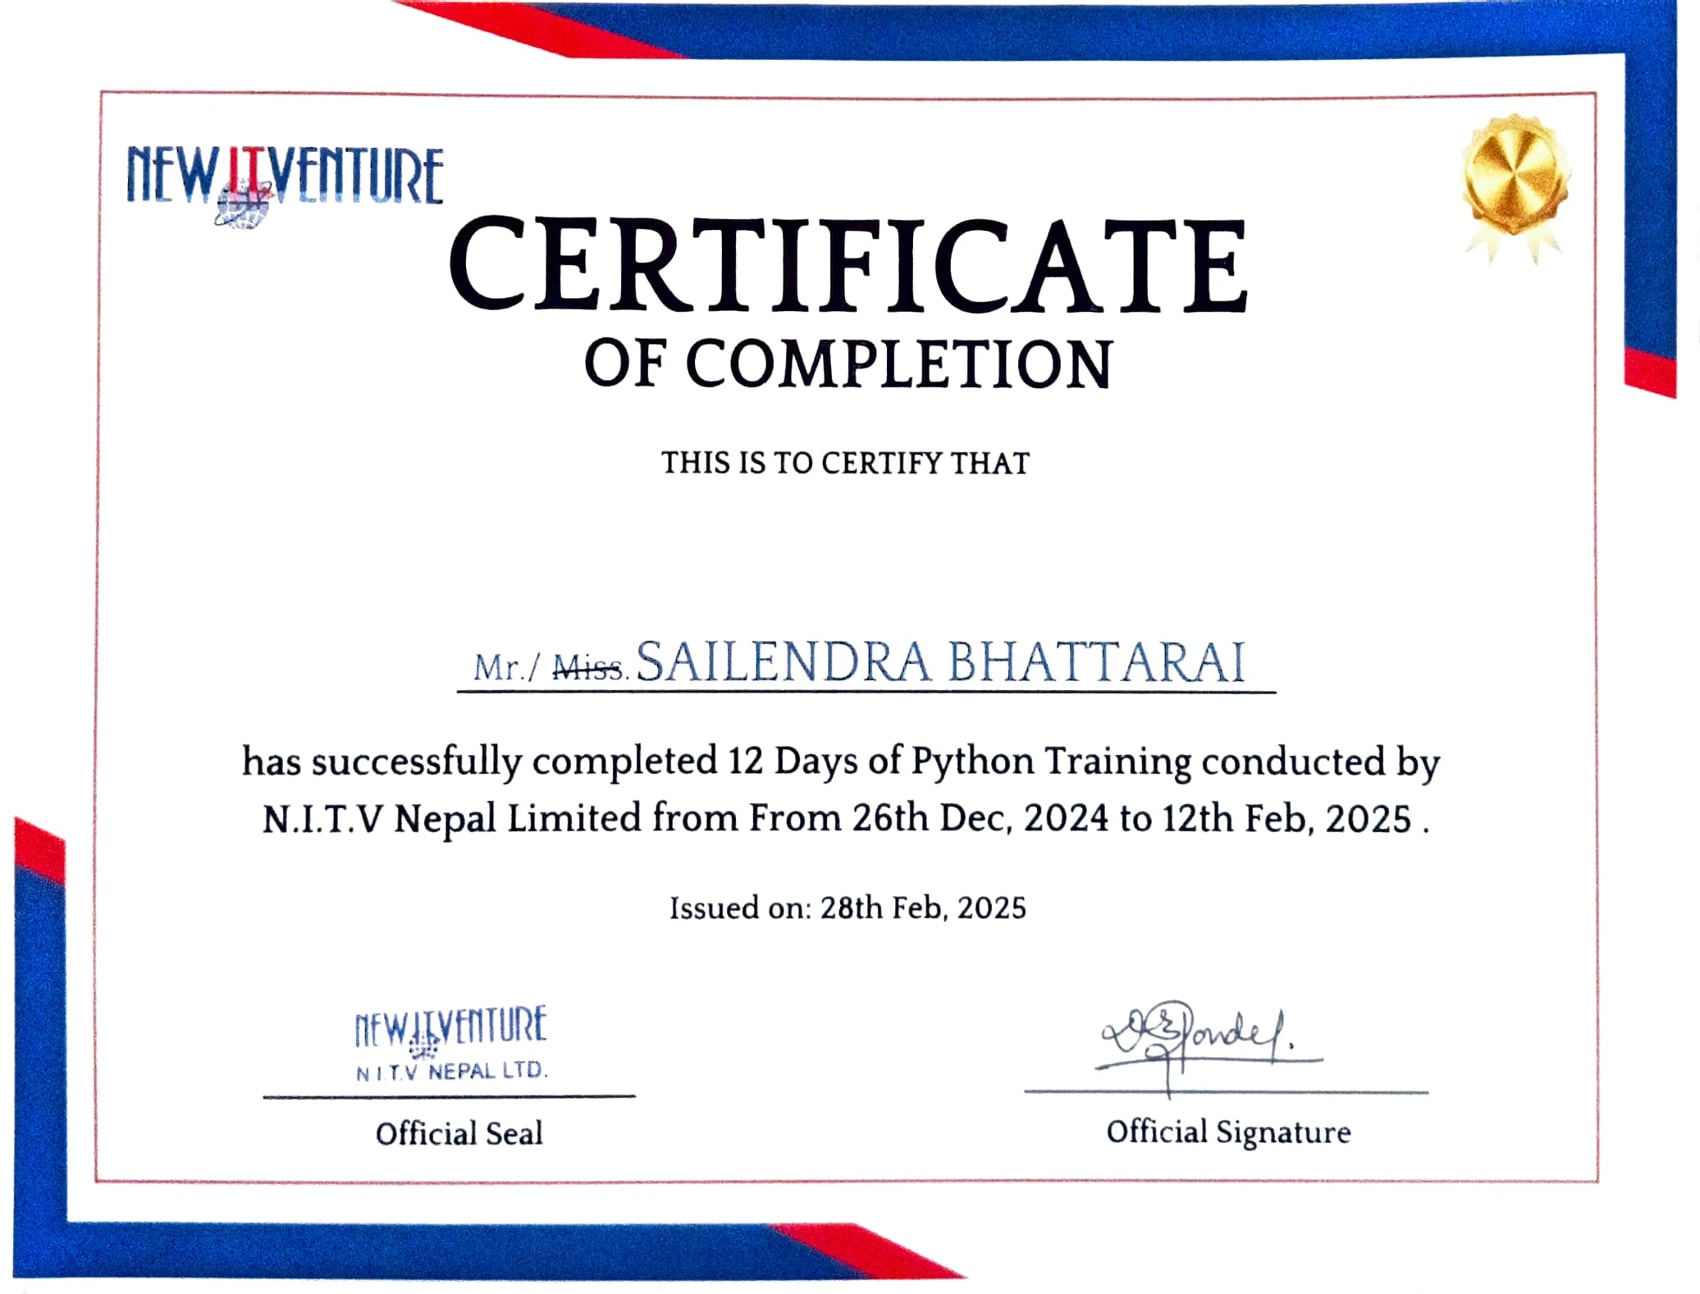 NEW IT VENTURE
CERTIFICATE
OF COMPLETION
THIS IS TO CERTIFY THAT
Mr./ Miss. SAILENDRA BHATTARAI
has successfully completed 12 Days of Python Training conducted by
N.I.T.V Nepal Limited from From 26th Dec, 2024 to 12th Feb, 2025 .
Issued on: 28th Feb, 2025
NEW IT VENTURE
N.I.T.V NEPAL LTD.
Official Seal
Official Signature